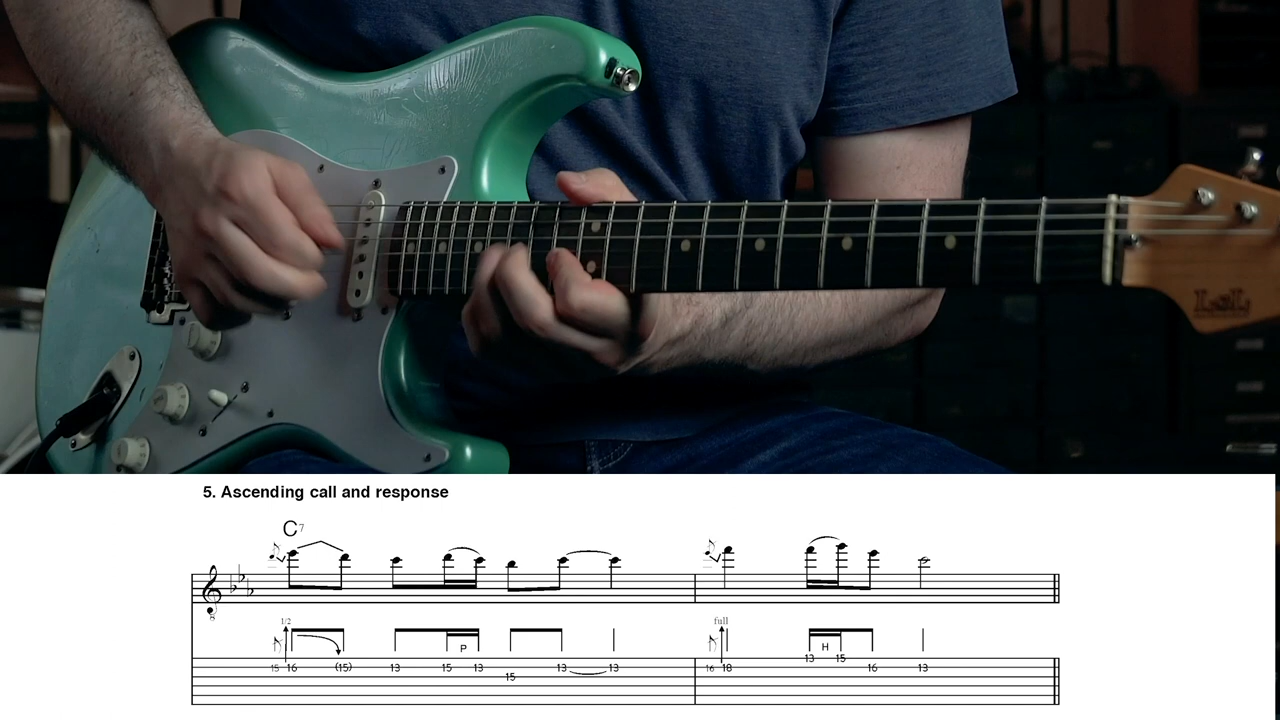 LsL
5. Ascending call and response
C7
1/2
full
P
H
13 15
15 16 (15) 13 15 13 13 13 16 18 16 13
15